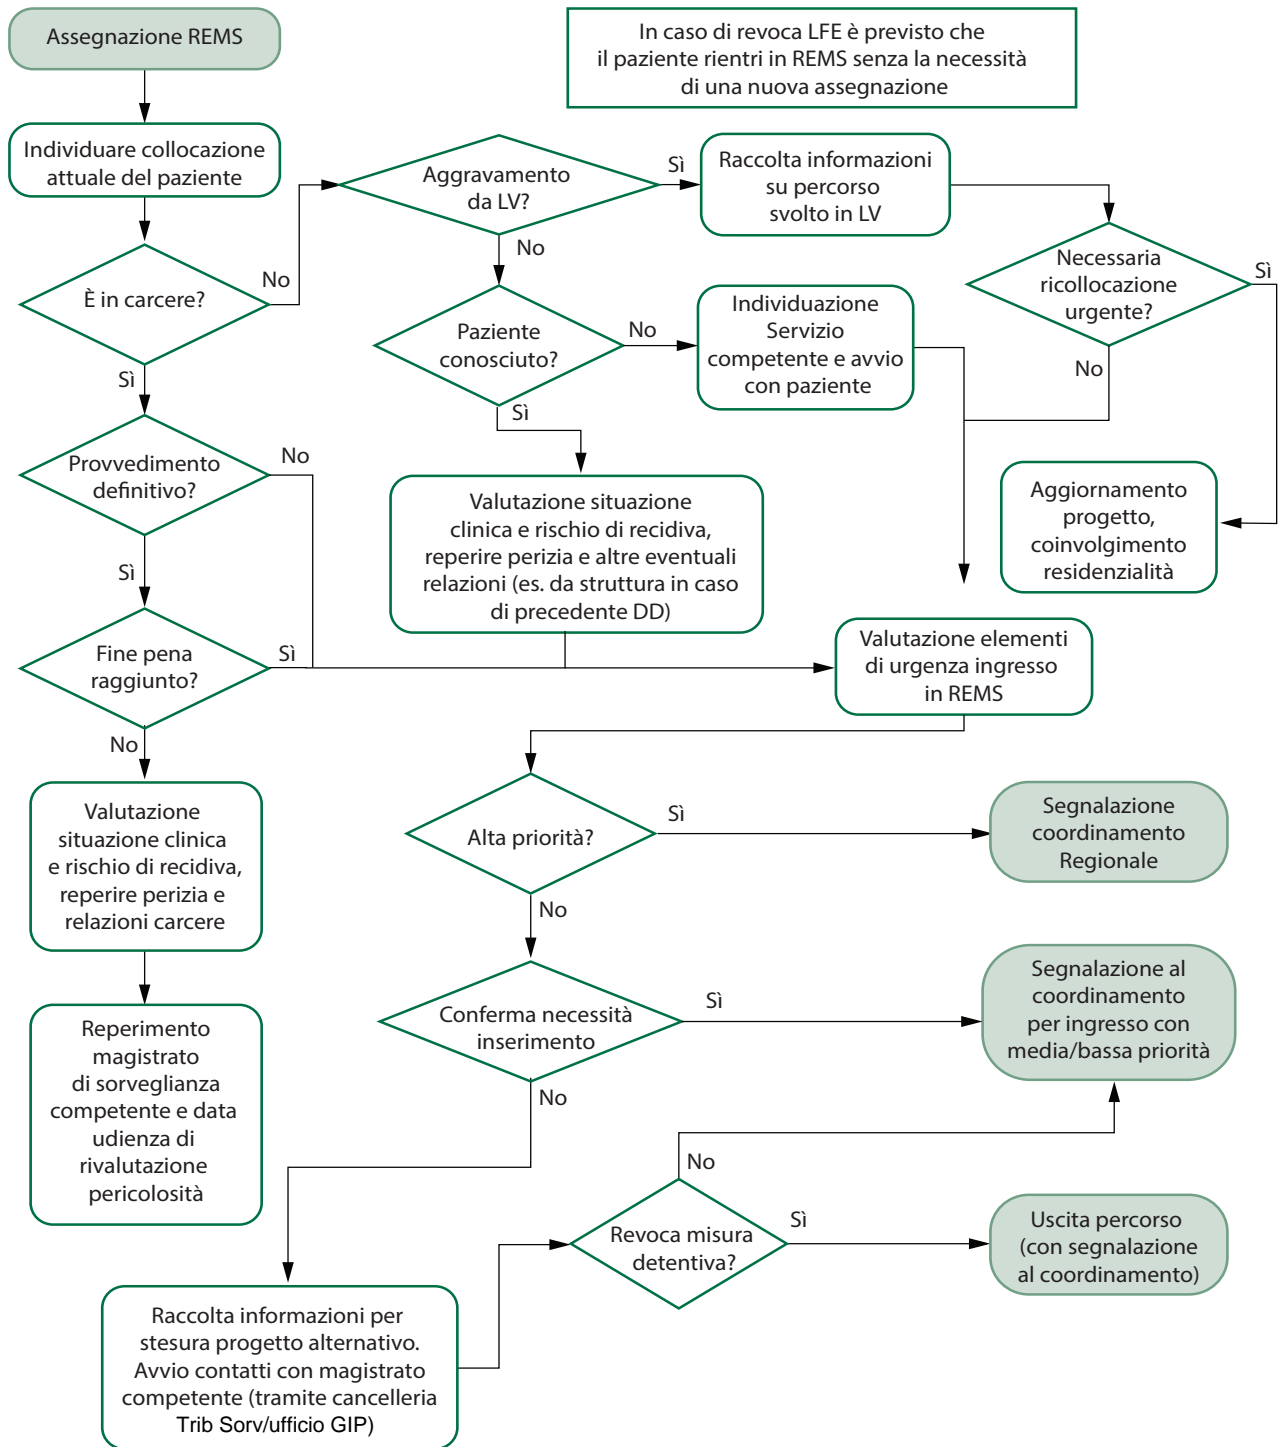 Assegnazione REMS
In caso di revoca LFE è previsto che
il paziente rientri in REMS senza la necessità
di una nuova assegnazione
Individuare collocazione
attuale del paziente
Aggravamento
da LV?
Sì
Raccolta informazioni
su percorso
svolto in LV
No
È in carcere?
No
Necessaria
ricollocazione
urgente?
Sì
No
Paziente
conosciuto?
No
Individuazione
Servizio
competente e avvio
con paziente
Sì
Sì
Provvedimento
definitivo?
No
Sì
Valutazione situazione
clinica e rischio di recidiva,
reperire perizia e altre eventuali
relazioni (es. da struttura in caso
di precedente DD)
Aggiornamento
progetto,
coinvolgimento
residenzialità
Fine pena
raggiunto?
Sì
No
Valutazione elementi
di urgenza ingresso
in REMS
Valutazione
situazione clinica
e rischio di recidiva,
reperire perizia e
relazioni carcere
Alta priorità?
Sì
No
Segnalazione
coordinamento
Regionale
Reperimento
magistrato
di sorveglianza
competente e data
udienza di
rivalutazione
pericolosità
Conferma necessità
inserimento
Sì
No
Segnalazione al
coordinamento
per ingresso con
media/bassa priorità
No
Revoca misura
detentiva?
Sì
Uscita percorso
(con segnalazione
al coordinamento)
Raccolta informazioni per
stesura progetto alternativo.
Avvio contatti con magistrato
competente (tramite cancelleria
Trib Sorv/ufficio GIP)